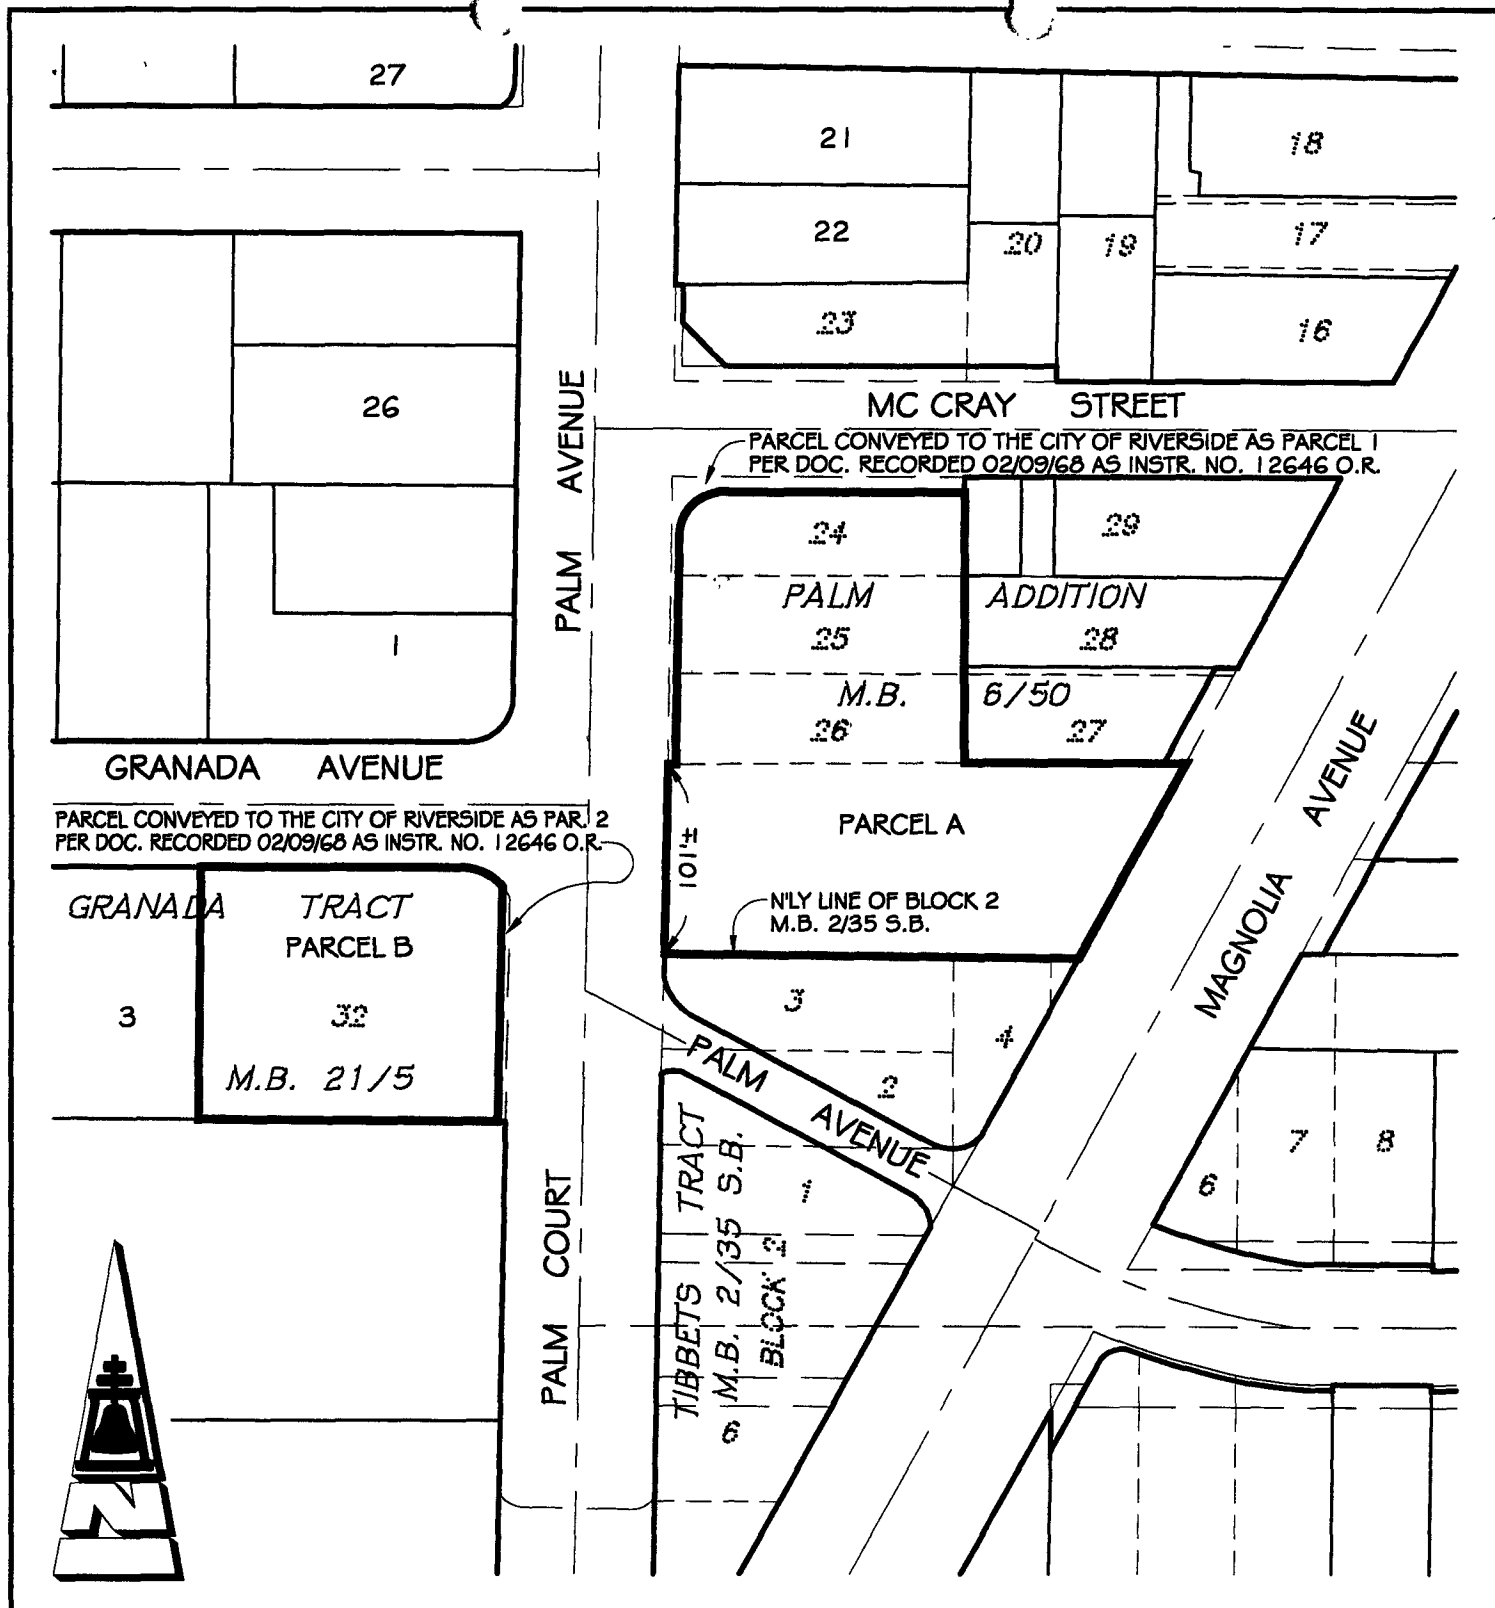 27
21
18
22
20
19
17
23
16
26
PALM AVENUE
MC CRAY STREET
PARCEL CONVEYED TO THE CITY OF RIVERSIDE AS PARCEL 1
PER DOC. RECORDED 02/09/68 AS INSTR. NO. 12646 O.R.
24
29
PALM AVENUE
PALM ADDITION
25
28
1
M.B. 6/50
26
27
GRANADA AVENUE
MAGNOLIA AVENUE
PARCEL CONVEYED TO THE CITY OF RIVERSIDE AS PAR. 2
PER DOC. RECORDED 02/09/68 AS INSTR. NO. 12646 O.R.
PARCEL A
101'±
N'LY LINE OF BLOCK 2
M.B. 2/35 S.B.
GRANADA TRACT
PARCEL B
3
32
M.B. 21/5
3
4
2
PALM AVENUE
1
6
7
8
PALM COURT
TIBBETS TRACT
M.B. 2/35 S.B.
BLOCK 2
6
N